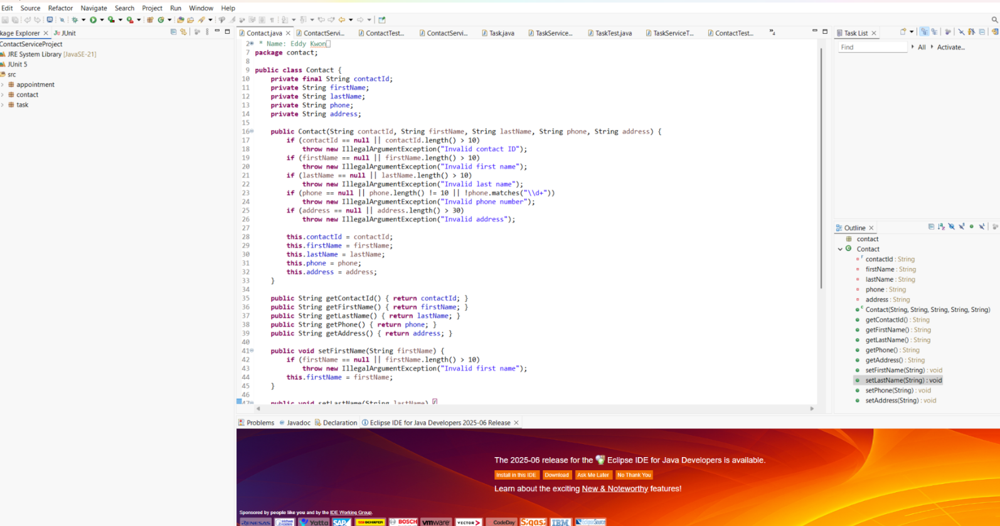 Edit Source Refactor Navigate Search Project Run Window Help
kage Explorer × JUnit
Contact.java × ContactServi... ContactTest... ContactServi... Task.java TaskService... TaskTest.java TaskServiceT... ContactTest... »4
Task List ×
ContactServiceProject
JRE System Library [JavaSE-21]
JUnit 5
src
appointment
contact
task
2 * Name: Eddy Kwon
7 package contact;
8
9 public class Contact {
10 private final String contactId;
11 private String firstName;
12 private String lastName;
13 private String phone;
14 private String address;
15
16 public Contact(String contactId, String firstName, String lastName, String phone, String address) {
17 if (contactId == null || contactId.length() > 10)
18 throw new IllegalArgumentException("Invalid contact ID");
19 if (firstName == null || firstName.length() > 10)
20 throw new IllegalArgumentException("Invalid first name");
21 if (lastName == null || lastName.length() > 10)
22 throw new IllegalArgumentException("Invalid last name");
23 if (phone == null || phone.length() != 10 || !phone.matches("\\d+"))
24 throw new IllegalArgumentException("Invalid phone number");
25 if (address == null || address.length() > 30)
26 throw new IllegalArgumentException("Invalid address");
27
28 this.contactId = contactId;
29 this.firstName = firstName;
30 this.lastName = lastName;
31 this.phone = phone;
32 this.address = address;
33 }
34
35 public String getContactId() { return contactId; }
36 public String getFirstName() { return firstName; }
37 public String getLastName() { return lastName; }
38 public String getPhone() { return phone; }
39 public String getAddress() { return address; }
40
41 public void setFirstName(String firstName) {
42 if (firstName == null || firstName.length() > 10)
43 throw new IllegalArgumentException("Invalid first name");
44 this.firstName = firstName;
45 }
46
47 public void setLastName(String lastName) {
Find All Activate...
Outline ×
contact
Contact
contactId : String
firstName : String
lastName : String
phone : String
address : String
Contact(String, String, String, String, String)
getContactId() : String
getFirstName() : String
getLastName() : String
getPhone() : String
getAddress() : String
setFirstName(String) : void
setLastName(String) : void
setPhone(String) : void
setAddress(String) : void
Problems Javadoc Declaration Eclipse IDE for Java Developers 2025-06 Release ×
The 2025-06 release for the Eclipse IDE for Java Developers is available.
Install in this IDE Download Ask Me Later No Thank You
Learn about the exciting New & Noteworthy features!
Sponsored by people like you and by the IDE Working Group.
RENESAS Yatta SAP SSI SCHÄFER BOSCH vmware VECTOR CodeDay Sigasi IBM EclipseSource